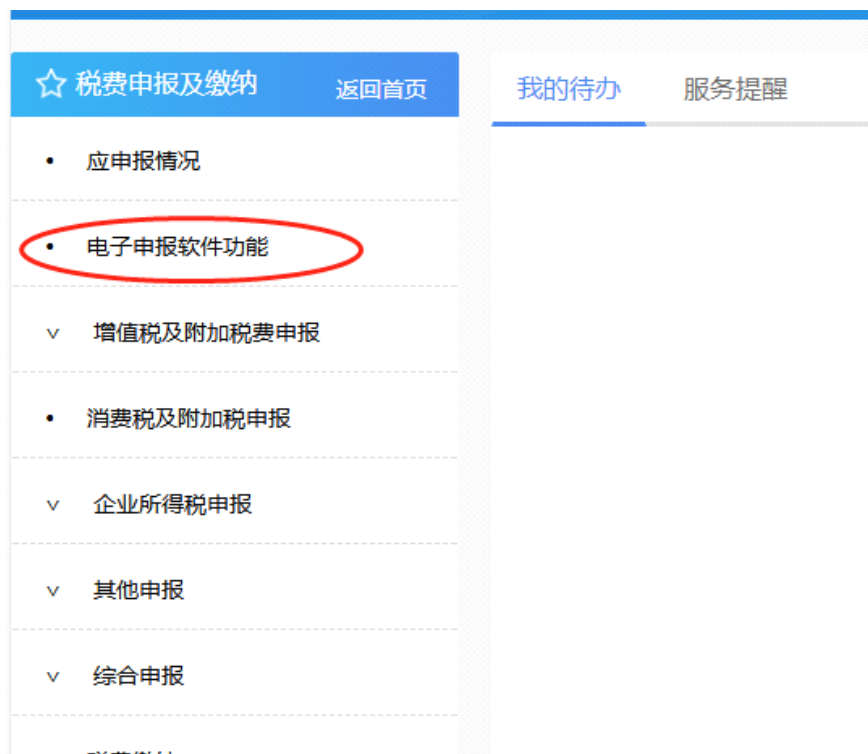 税费申报及缴纳 返回首页
我的待办 服务提醒
应申报情况
电子申报软件功能
增值税及附加税费申报
消费税及附加税申报
企业所得税申报
其他申报
综合申报